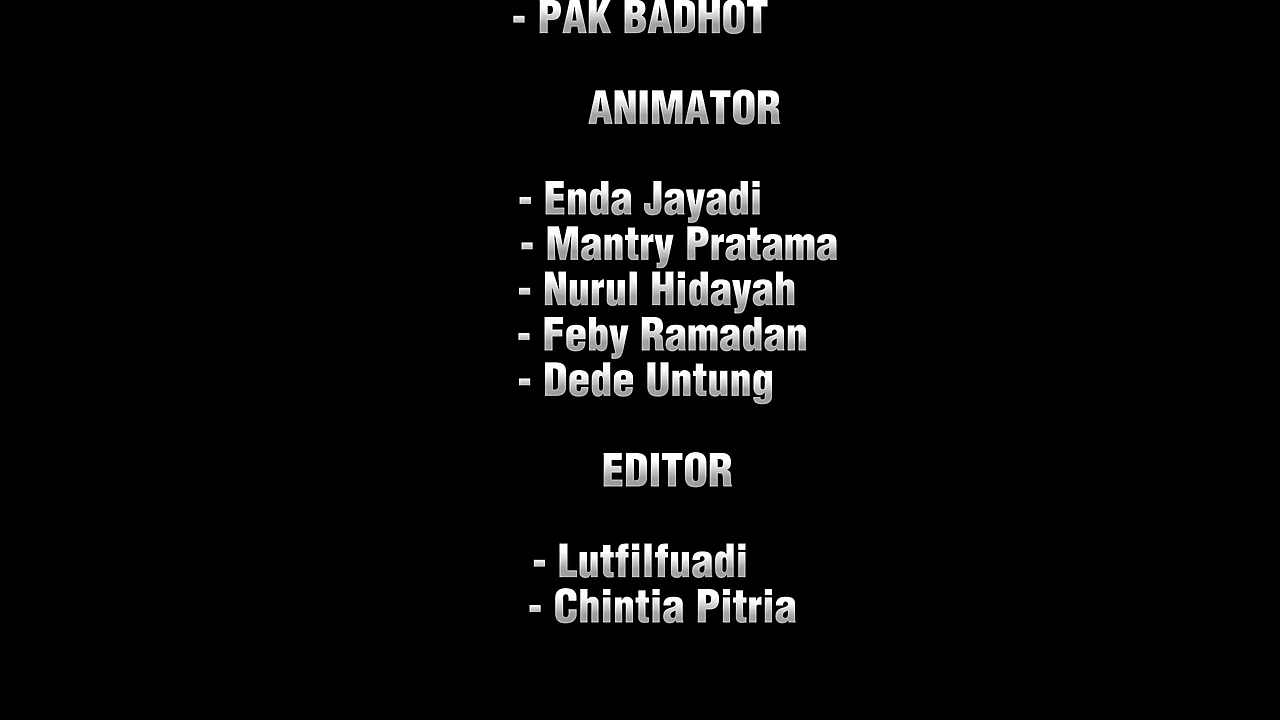 - PAK BADHOT
ANIMATOR
- Enda Jayadi
- Mantry Pratama
- Nurul Hidayah
- Feby Ramadan
- Dede Untung
EDITOR
- Lutfilfuadi
- Chintia Pitria